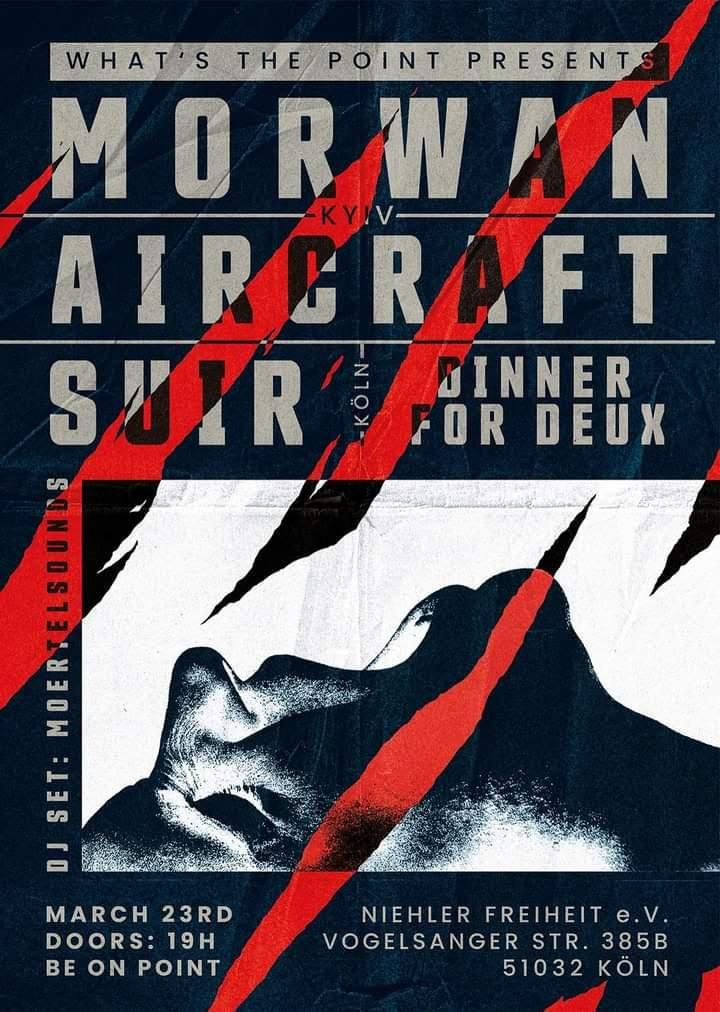 WHAT'S THE POINT PRESENTS
MORWAN
KYIV
AIRCRAFT
SUIR
KÖLN
DINNER
FOR DEUX
DJ SET: MOERTELSOUNDS
MARCH 23RD
DOORS: 19H
BE ON POINT
NIEHLER FREIHEIT e.V.
VOGELSANGER STR. 385B
51032 KÖLN